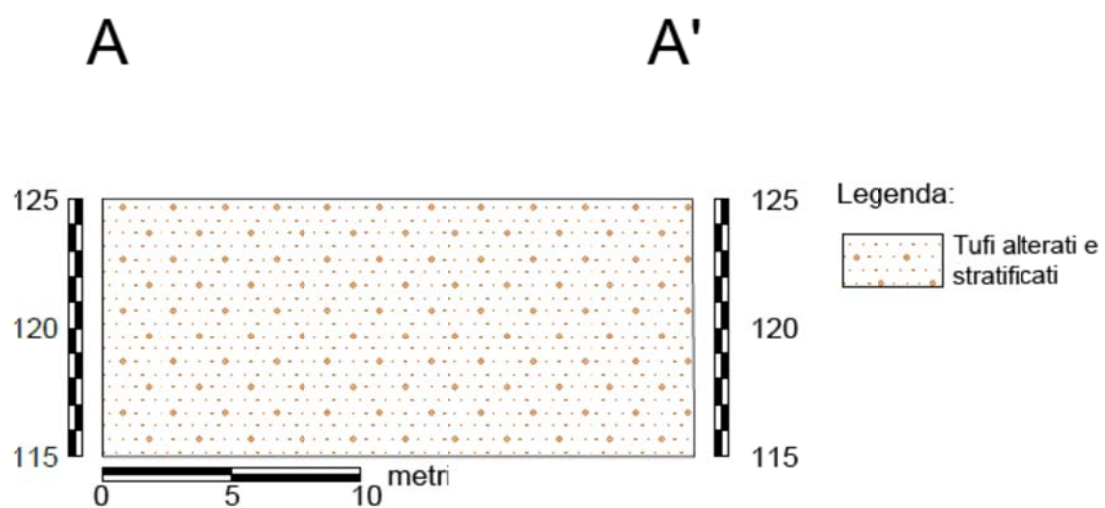 A A'
125 125 Legenda:
Tufi alterati e
stratificati
120 120
115 115
metri
0 5 10